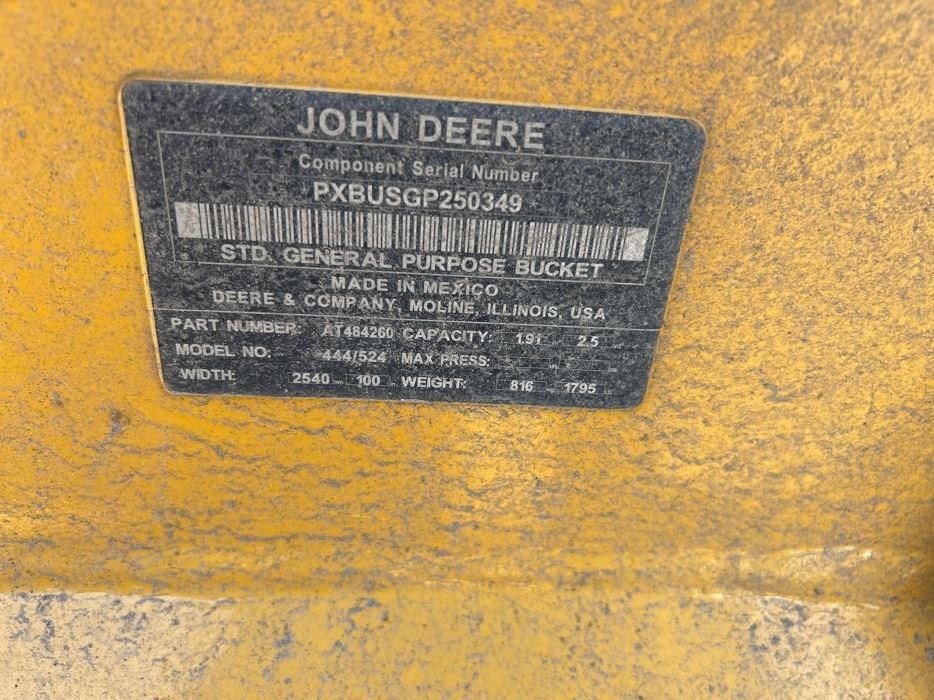 JOHN DEERE
Component Serial Number
PXBUSGP250349
STD. GENERAL PURPOSE BUCKET
MADE IN MEXICO
DEERE & COMPANY, MOLINE, ILLINOIS, USA
PART NUMBER: AT484260 CAPACITY: 1.91 2.5
MODEL NO: 444/524 MAX PRESS:
WIDTH: 2540 100 WEIGHT: 816 1795